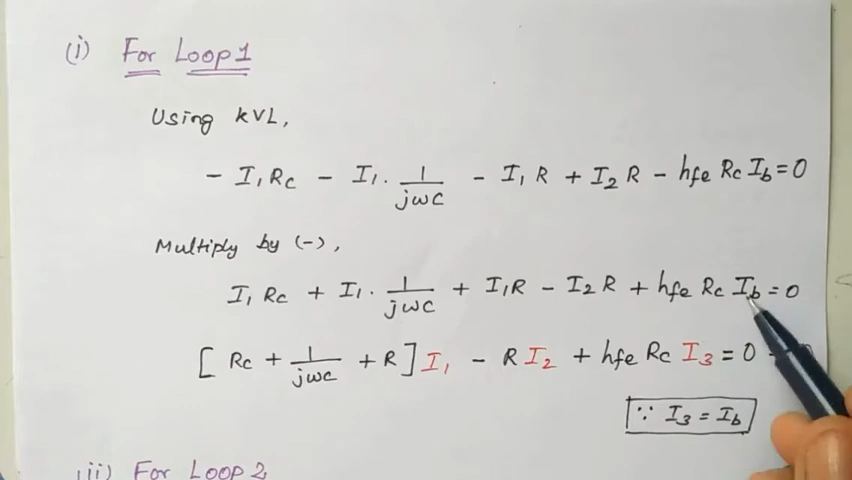 (i) For Loop 1
Using KVL,
- I₁Rc - I₁. 1/jωC - I₁R + I₂R - hfe Rc Ib = 0
Multiply by (-),
I₁ Rc + I₁. 1/jωC + I₁R - I₂R + hfe Rc Ib = 0
[ Rc + 1/jωC + R] I₁ - R I₂ + hfe Rc I₃ = 0
∵ I₃ = Ib
(ii) For Loop 2